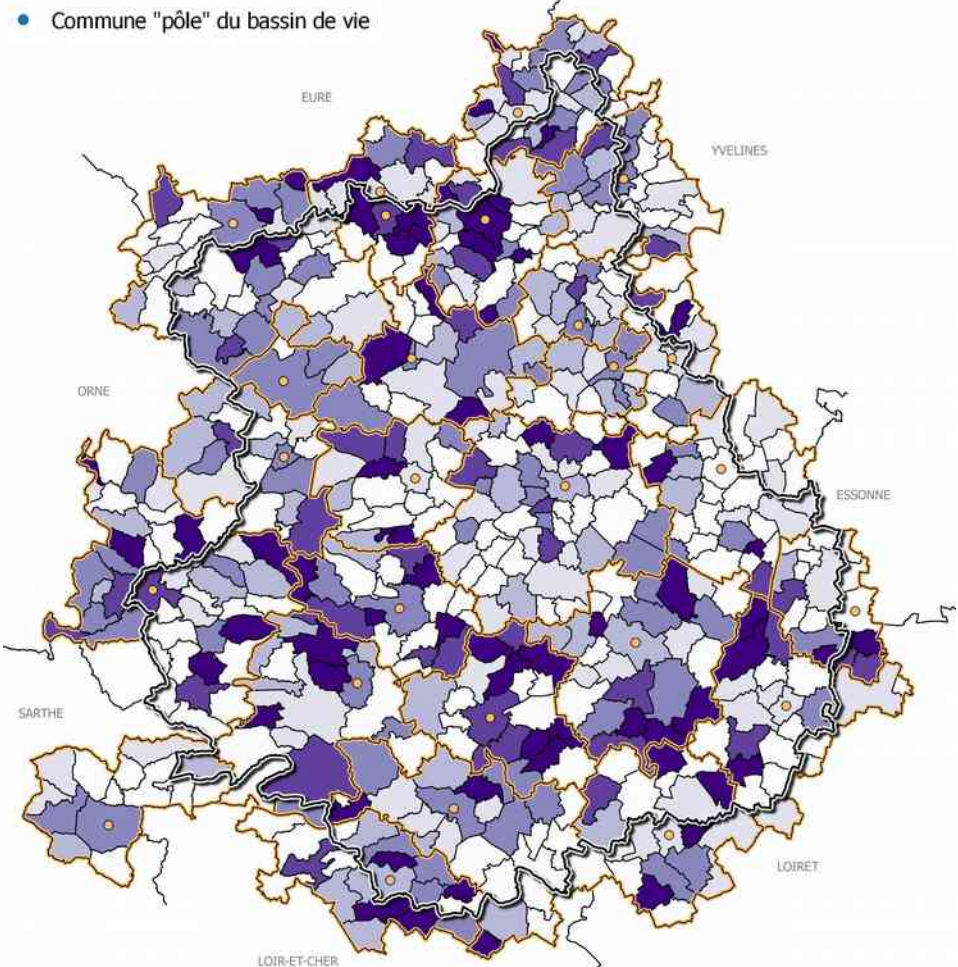 Commune "pôle" du bassin de vie
EURE
YVELINES
ORNE
ESSONNE
SARTHE
LOIRET
LOIR-ET-CHER